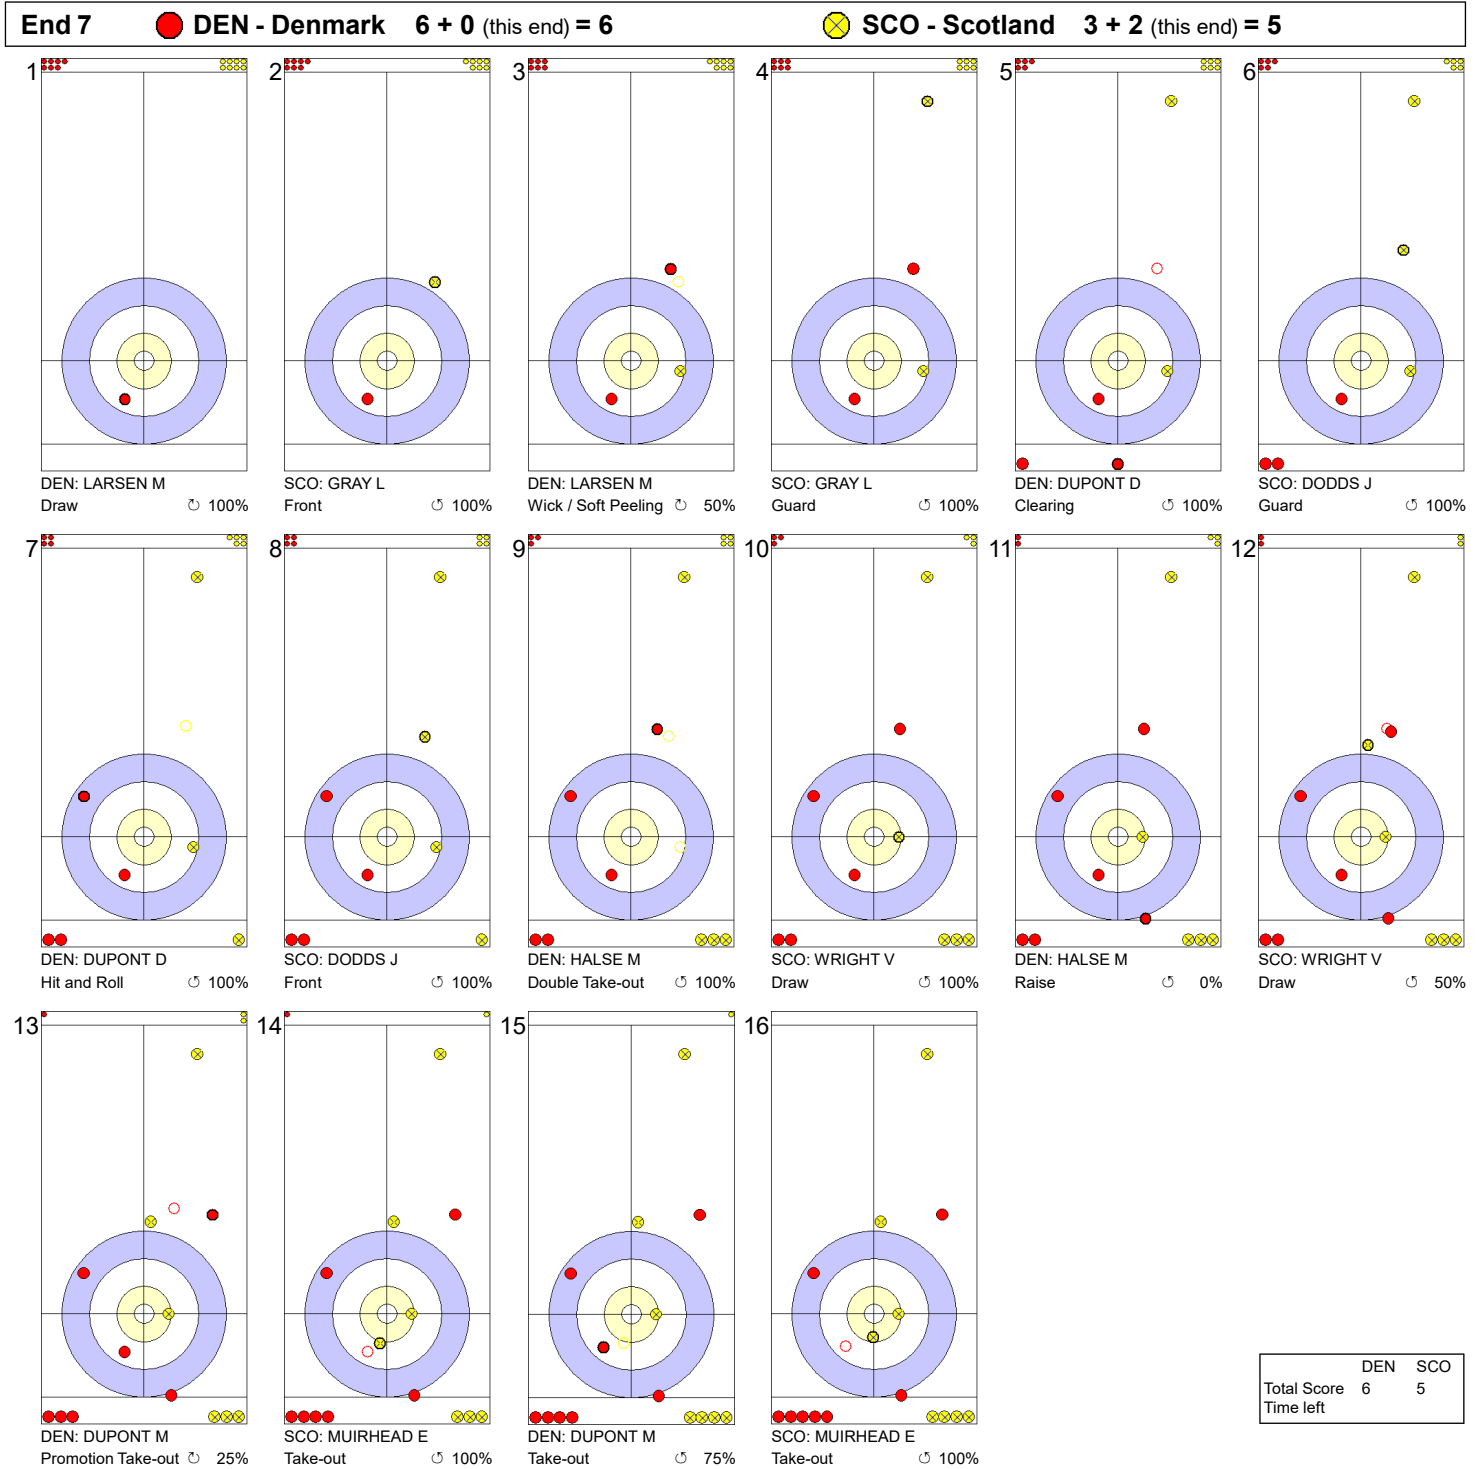 End 7 DEN - Denmark 6 + 0 (this end) = 6 SCO - Scotland 3 + 2 (this end) = 5
1 2 3 4 5 6
DEN: LARSEN M SCO: GRAY L DEN: LARSEN M SCO: GRAY L DEN: DUPONT D SCO: DODDS J
Draw ↻ 100% Front ↺ 100% Wick / Soft Peeling ↻ 50% Guard ↺ 100% Clearing ↺ 100% Guard ↺ 100%
7 8 9 10 11 12
DEN: DUPONT D SCO: DODDS J DEN: HALSE M SCO: WRIGHT V DEN: HALSE M SCO: WRIGHT V
Hit and Roll ↺ 100% Front ↺ 100% Double Take-out ↺ 100% Draw ↺ 100% Raise ↺ 0% Draw ↺ 50%
13 14 15 16
DEN: DUPONT M SCO: MUIRHEAD E DEN: DUPONT M SCO: MUIRHEAD E
Promotion Take-out ↻ 25% Take-out ↺ 100% Take-out ↺ 75% Take-out ↺ 100%
DEN SCO
Total Score 6 5
Time left